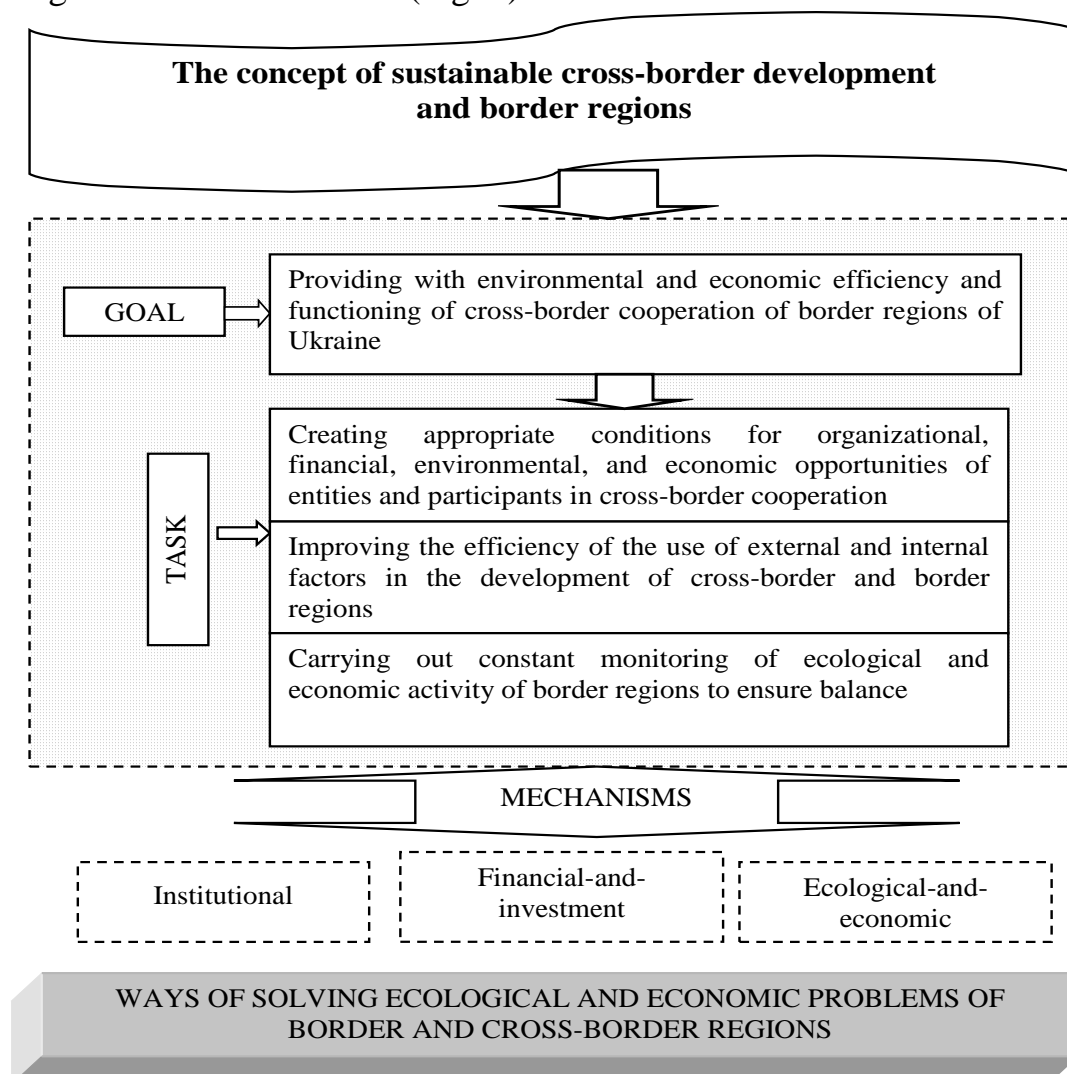 The concept of sustainable cross-border development
and border regions
GOAL
Providing with environmental and economic efficiency and
functioning of cross-border cooperation of border regions of
Ukraine
TASK
Creating appropriate conditions for organizational,
financial, environmental, and economic opportunities of
entities and participants in cross-border cooperation
Improving the efficiency of the use of external and internal
factors in the development of cross-border and border
regions
Carrying out constant monitoring of ecological and
economic activity of border regions to ensure balance
MECHANISMS
Institutional
Financial-and-
investment
Ecological-and-
economic
WAYS OF SOLVING ECOLOGICAL AND ECONOMIC PROBLEMS OF
BORDER AND CROSS-BORDER REGIONS